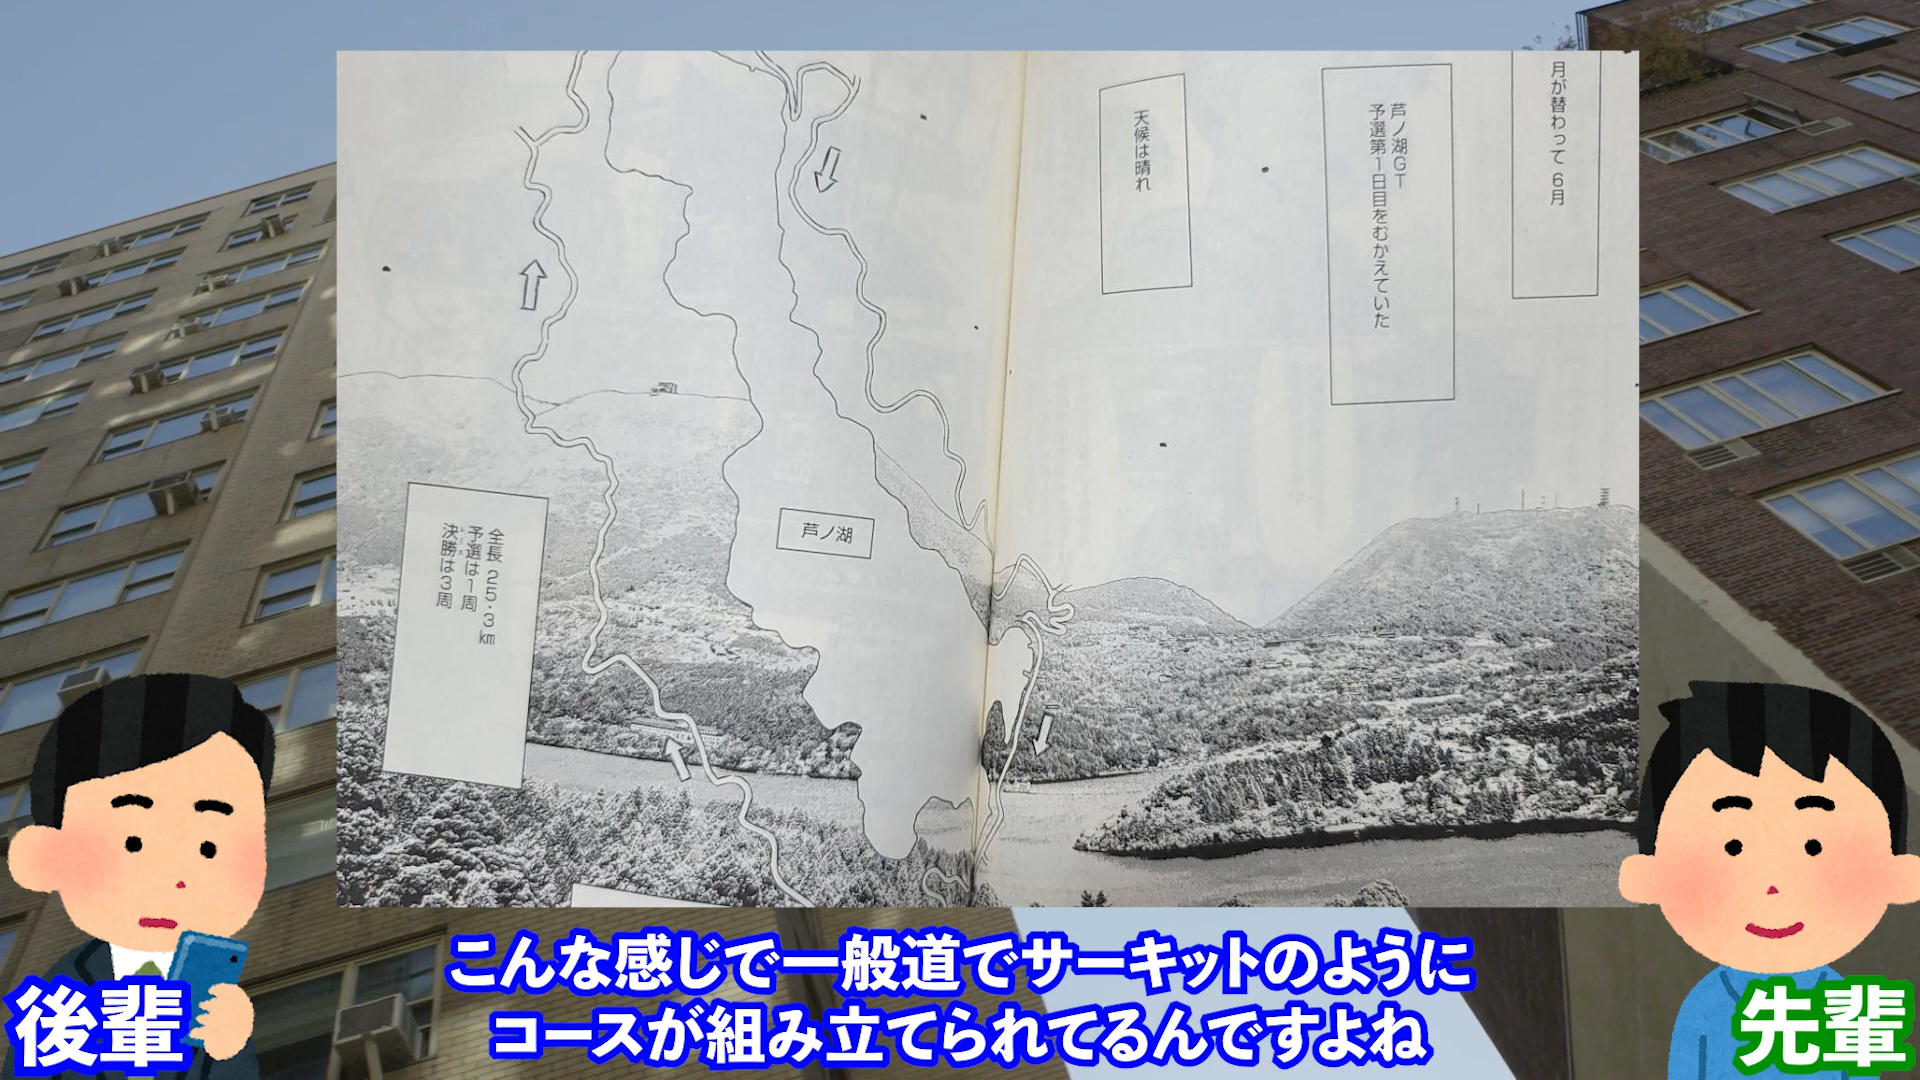 月が替わって6月
芦ノ湖GT
予選第1日目をむかえていた
天候は晴れ
芦ノ湖
全長25.3km
予選は1周
決勝は3周
こんな感じで一般道でサーキットのように
コースが組み立てられてるんですよね
後輩
先輩